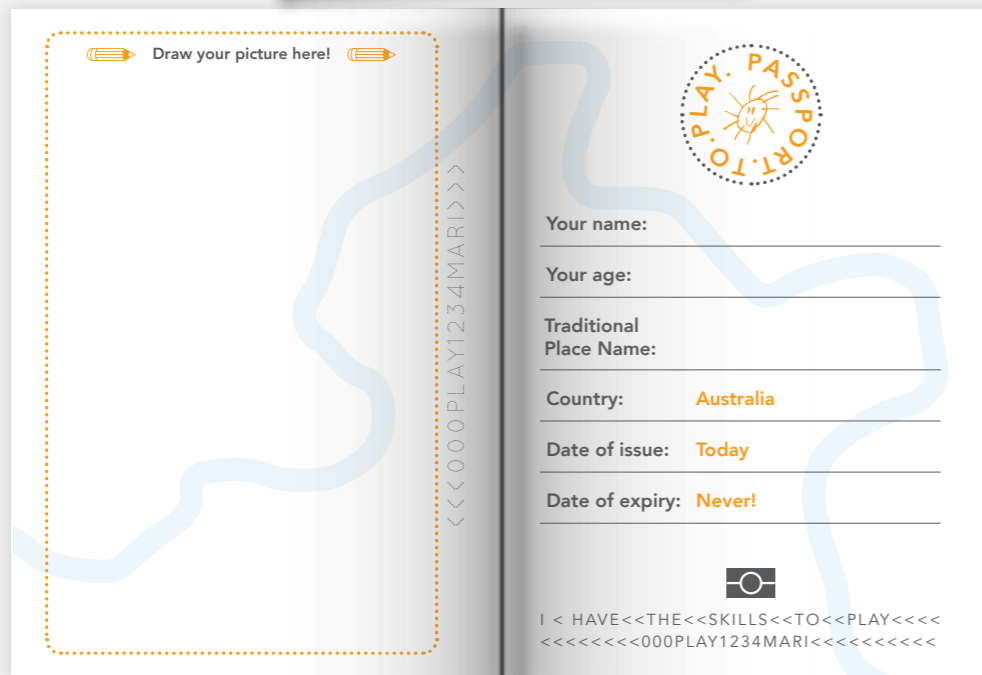 Draw your picture here!
<<<000PLAY1234MARI>>>
PASSPORT.TO.PLAY.
Your name:
Your age:
Traditional
Place Name:
Country: Australia
Date of issue: Today
Date of expiry: Never!
I < HAVE<<THE<<SKILLS<<TO<<PLAY<<<<
<<<<<<<<000PLAY1234MARI<<<<<<<<<<